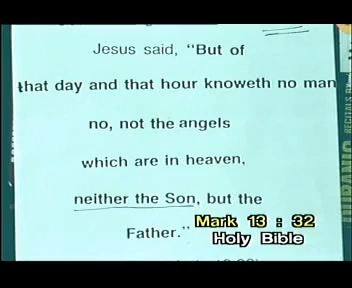 Jesus said, "But of
that day and that hour knoweth no man
no, not the angels
which are in heaven,
neither the Son, but the
Father."
Mark 13 : 32
Holy Bible